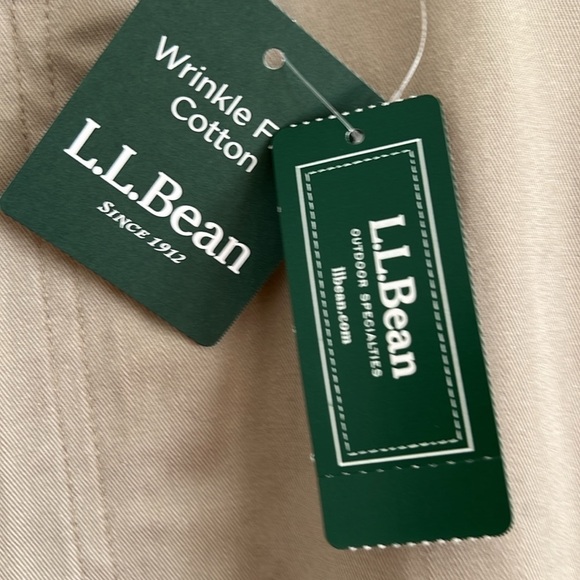 Wrinkle F
Cotton
L.L.Bean
SINCE 1912
L.L.Bean
OUTDOOR SPECIALTIES
llbean.com